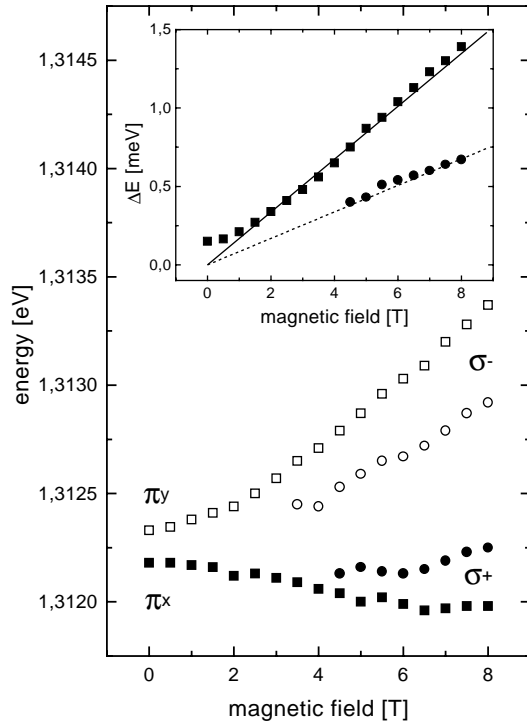 1,5
1,0
0,5
0,0
ΔE [meV]
0 2 4 6 8
magnetic field [T]
1,3145
1,3140
1,3135
1,3130
1,3125
1,3120
energy [eV]
σ-
πy
σ+
πx
0 2 4 6 8
magnetic field [T]